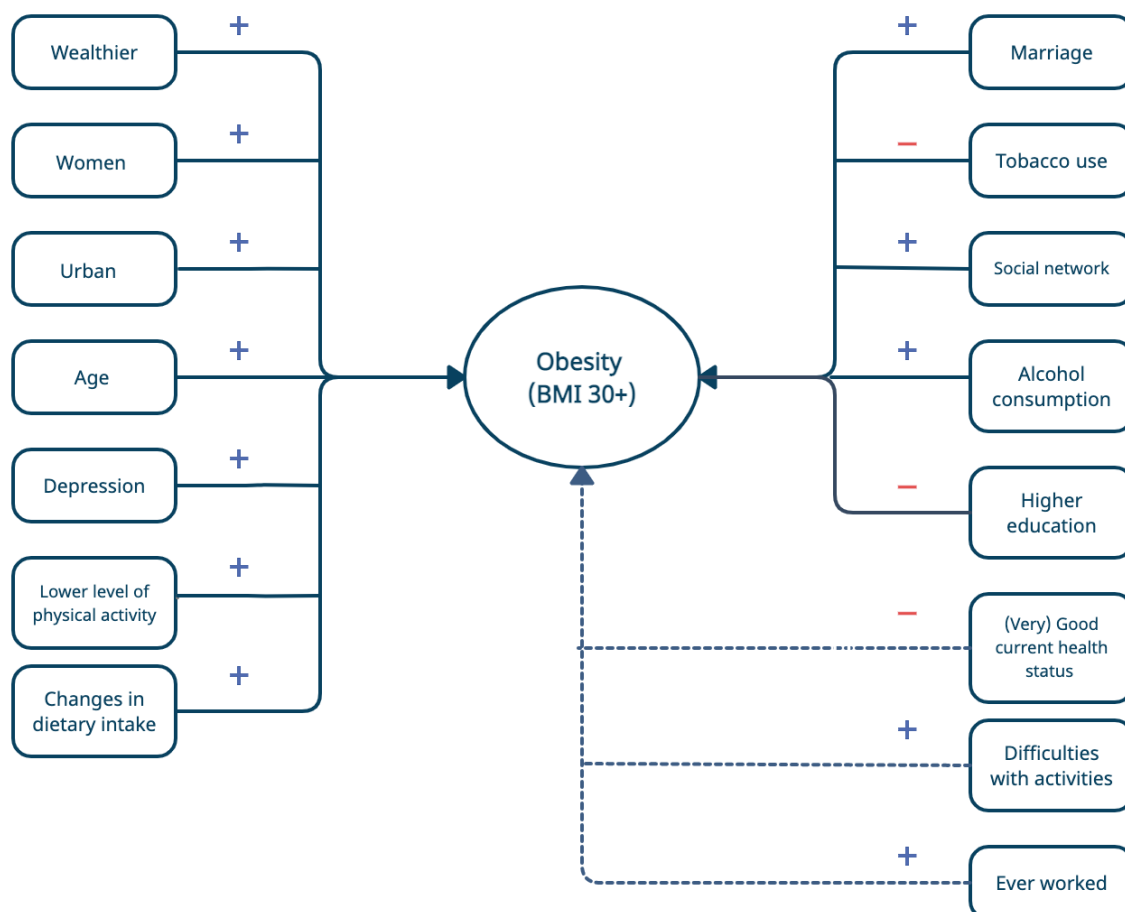 +
Wealthier
+
Women
+
Urban
+
Age
+
Depression
+
Lower level of
physical activity
+
Changes in
dietary intake
Obesity
(BMI 30+)
+
Marriage
−
Tobacco use
+
Social network
+
Alcohol
consumption
−
Higher
education
−
(Very) Good
current health
status
+
Difficulties
with activities
+
Ever worked